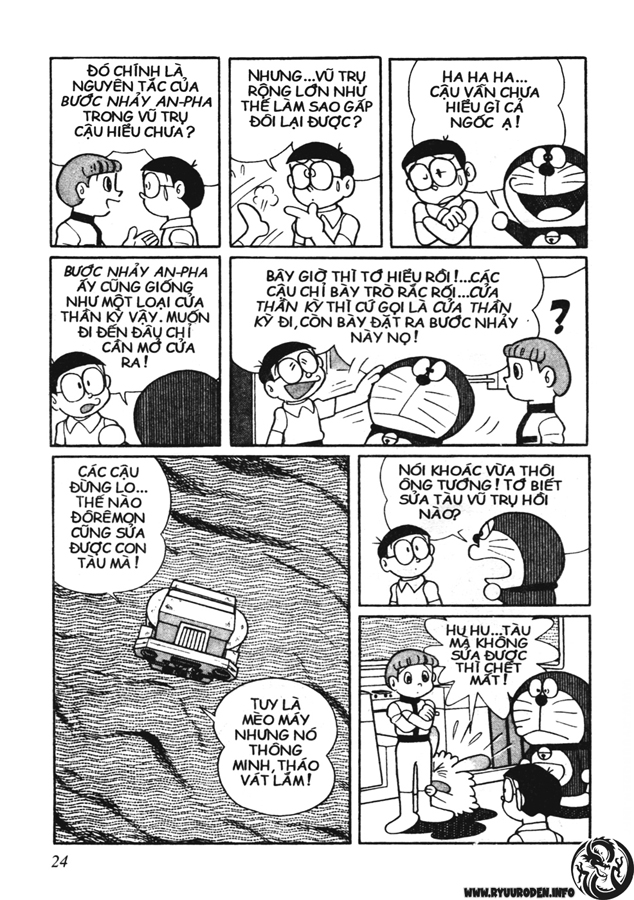 ĐÓ CHÍNH LÀ
NGUYÊN TẮC CỦA
BƯỚC NHẢY AN-PHA
TRONG VŨ TRỤ
CẬU HIỂU CHƯA?
NHƯNG...VŨ TRỤ
RỘNG LỚN NHƯ
THẾ LÀM SAO GẤP
ĐÔI LẠI ĐƯỢC?
HA HA HA...
CẬU VẪN CHƯA
HIỂU GÌ CẢ
NGỐC Ạ!
BƯỚC NHẢY AN-PHA
ẤY CŨNG GIỐNG
NHƯ MỘT LOẠI CỬA
THẦN KỲ VẬY. MUỐN
ĐI ĐẾN ĐÂU CHỈ
CẦN MỞ CỬA
RA!
BÂY GIỜ THÌ TỚ HIỂU RỒI!...CÁC
CẬU CHỈ BÀY TRÒ RẮC RỐI...CỬA
THẦN KỲ THÌ CỨ GỌI LÀ CỬA THẦN
KỲ ĐI, CÒN BÀY ĐẶT RA BƯỚC NHẢY
NÀY NỌ!
?
CÁC CẬU
ĐỪNG LO...
THẾ NÀO
ĐÔRÊMON
CŨNG SỬA
ĐƯỢC CON
TÀU MÀ!
TUY LÀ
MÈO MÁY
NHƯNG NÓ
THÔNG
MINH, THÁO
VÁT LẮM!
NÓI KHOÁC VỪA THÔI
ÔNG TƯỚNG! TỚ BIẾT
SỬA TÀU VŨ TRỤ HỒI
NÀO?
HU HU...TÀU
MÀ KHÔNG
SỬA ĐƯỢC
THÌ CHẾT
MẤT!
24
WWW.RYUURODEN.INFO